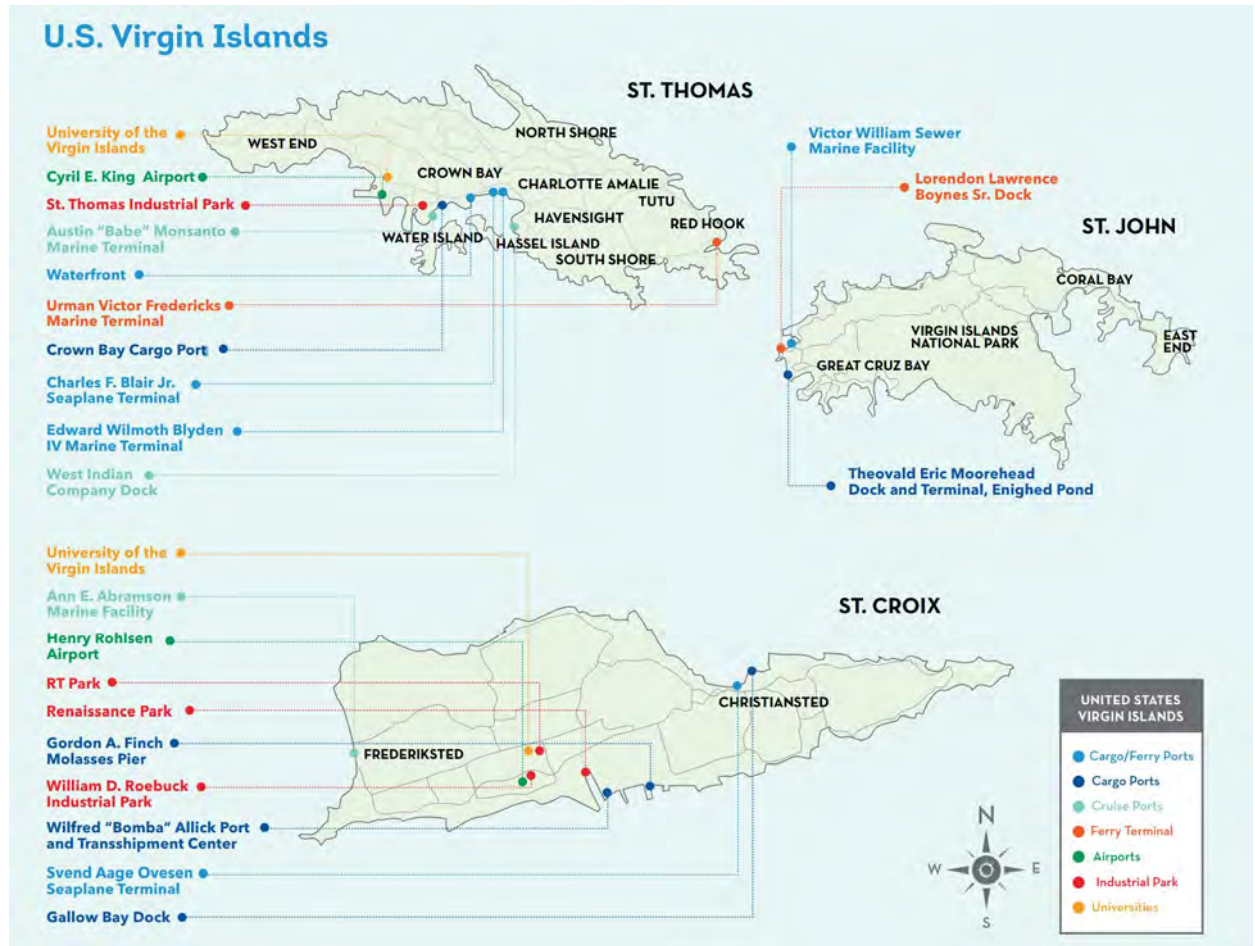 U.S. Virgin Islands
ST. THOMAS
University of the
Virgin Islands
Cyril E. King Airport
St. Thomas Industrial Park
Austin "Babe" Monsanto
Marine Terminal
Waterfront
Urman Victor Fredericks
Marine Terminal
Crown Bay Cargo Port
Charles F. Blair Jr.
Seaplane Terminal
Edward Wilmoth Blyden
IV Marine Terminal
West Indian
Company Dock
WEST END
NORTH SHORE
CROWN BAY
CHARLOTTE AMALIE
TUTU
HAVENSIGHT
RED HOOK
WATER ISLAND
HASSEL ISLAND
SOUTH SHORE
Victor William Sewer
Marine Facility
Lorendon Lawrence
Boynes Sr. Dock
ST. JOHN
CORAL BAY
VIRGIN ISLANDS
NATIONAL PARK
EAST
END
GREAT CRUZ BAY
Theovald Eric Moorehead
Dock and Terminal, Enighed Pond
University of the
Virgin Islands
Ann E. Abramson
Marine Facility
Henry Rohlsen
Airport
RT Park
Renaissance Park
Gordon A. Finch
Molasses Pier
William D. Roebuck
Industrial Park
Wilfred "Bomba" Allick Port
and Transshipment Center
Svend Aage Ovesen
Seaplane Terminal
Gallow Bay Dock
ST. CROIX
CHRISTIANSTED
FREDERIKSTED
N
W
E
S
UNITED STATES
VIRGIN ISLANDS
Cargo/Ferry Ports
Cargo Ports
Cruise Ports
Ferry Terminal
Airports
Industrial Park
Universities